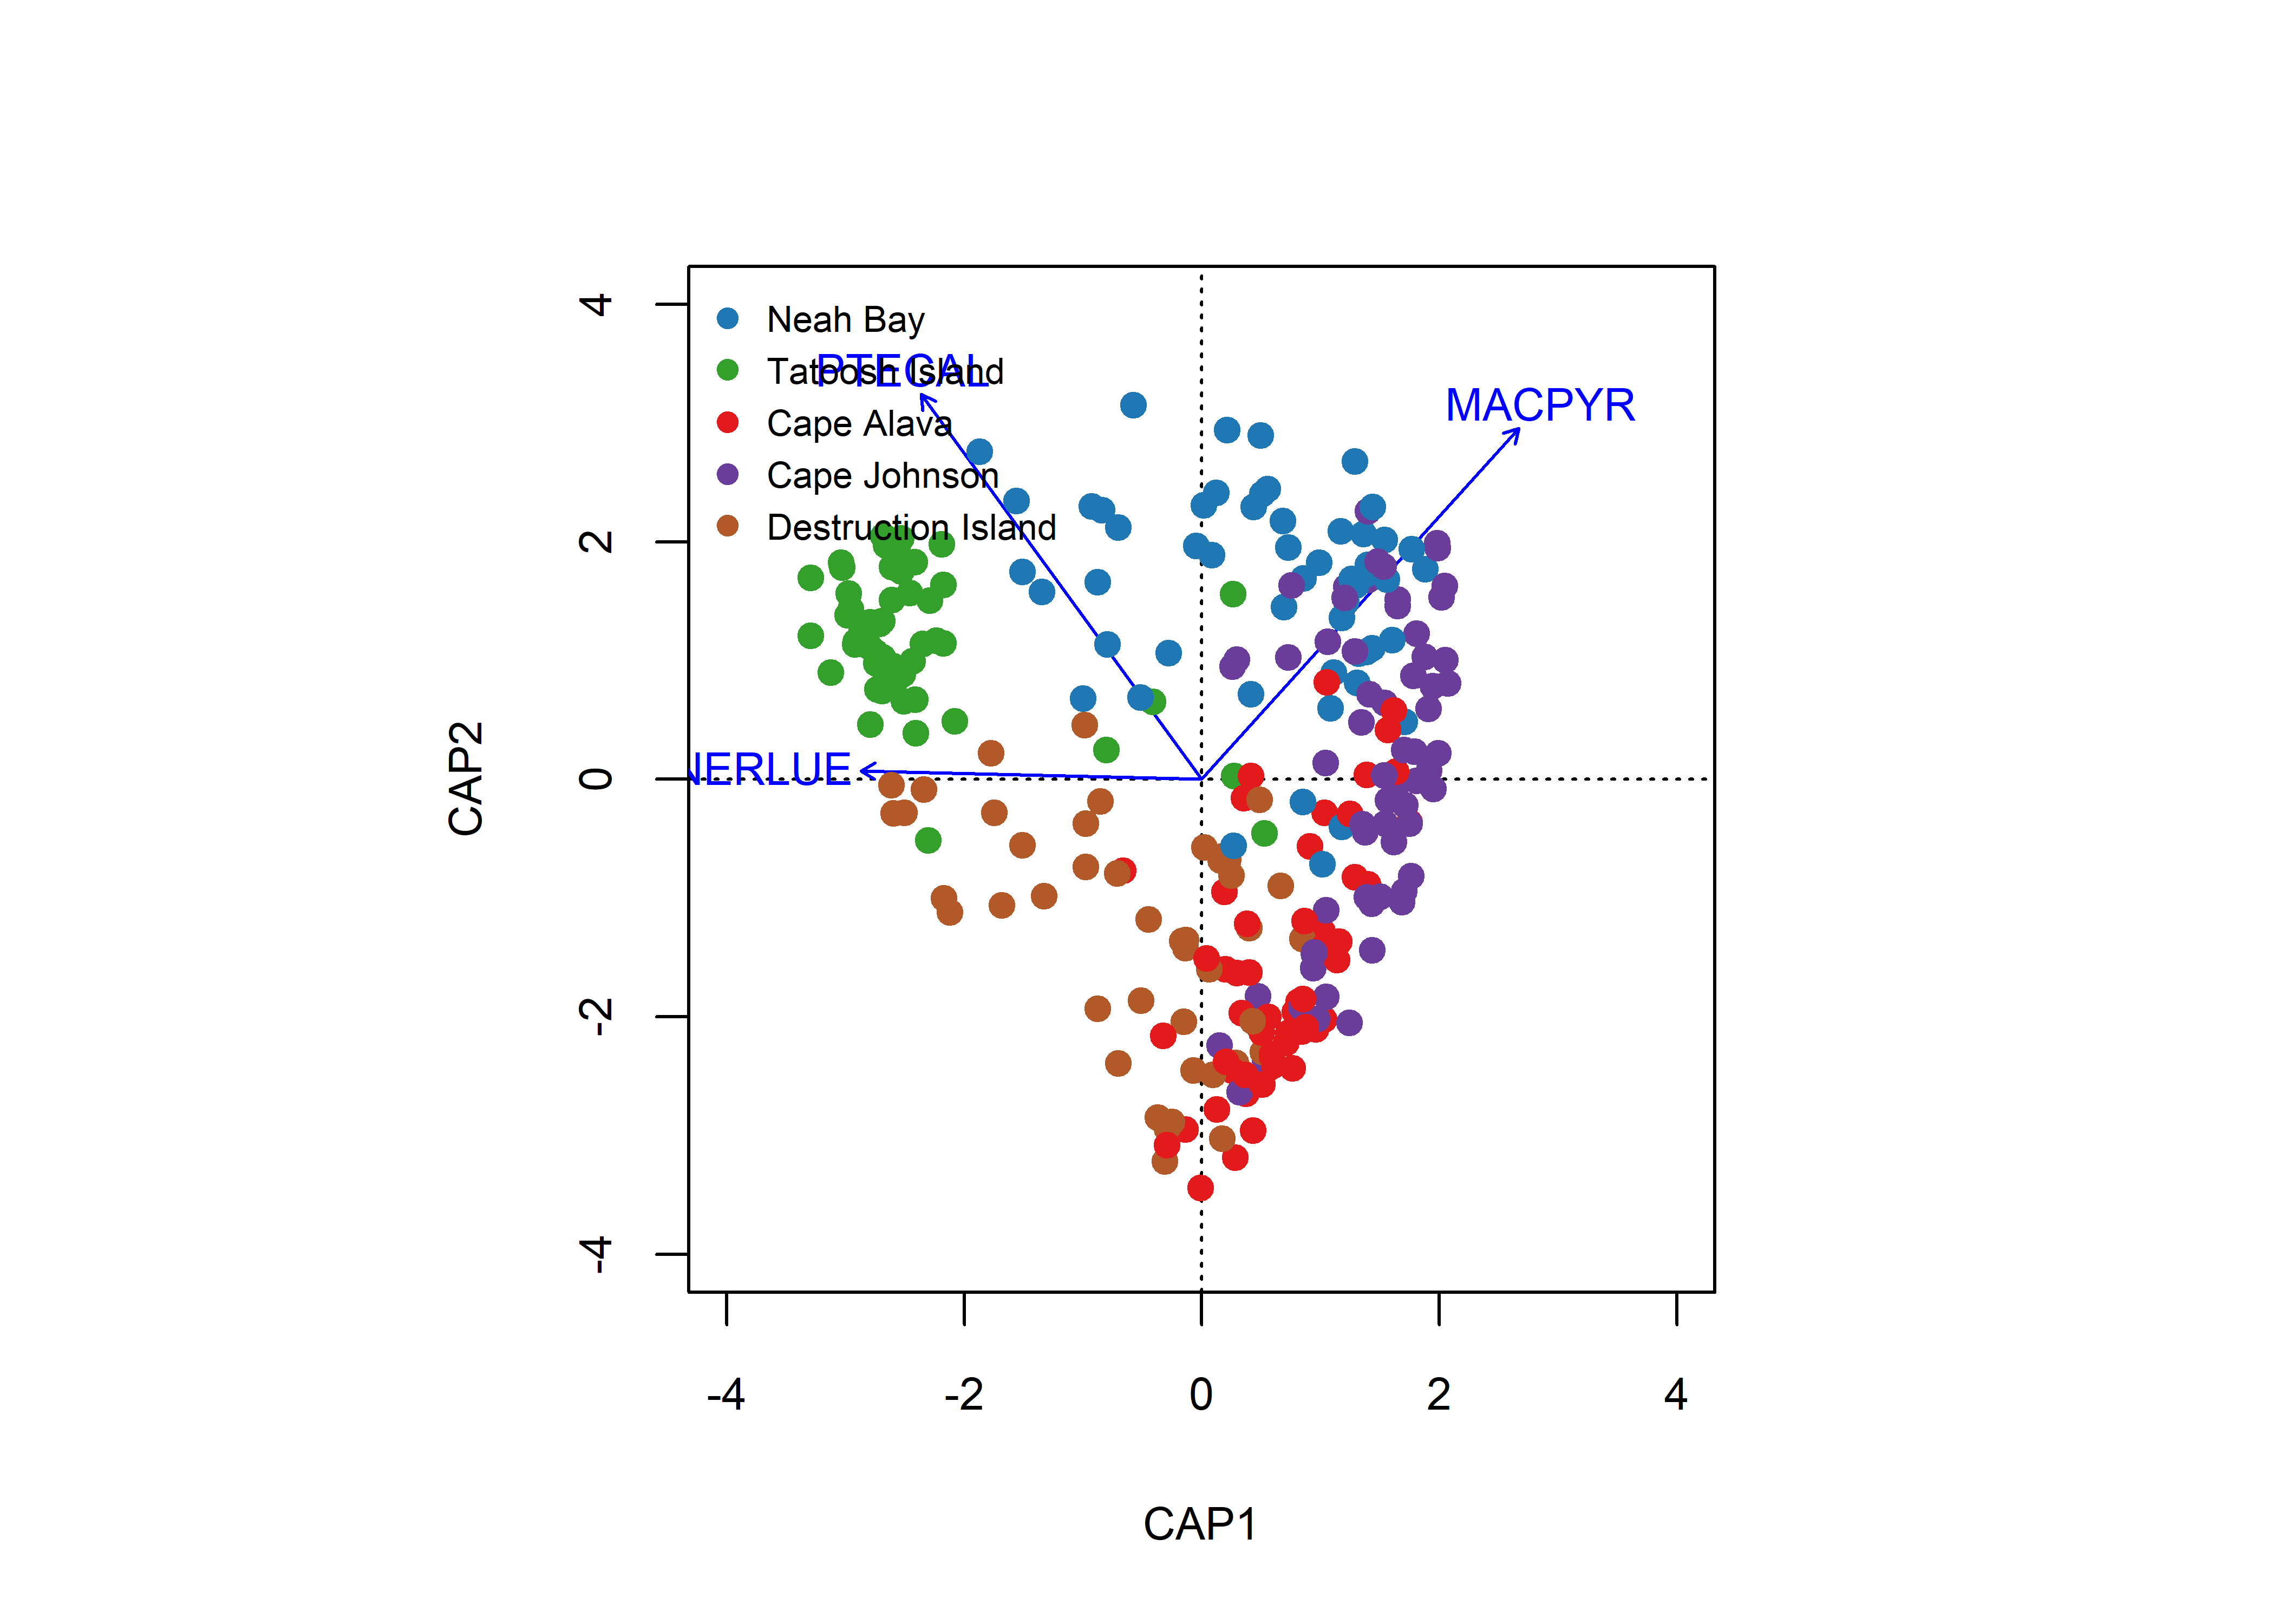 Neah Bay
PTECAL
Tatoosh Island
MACPYR
Cape Alava
Cape Johnson
Destruction Island
NERLUE
CAP2
4
2
0
-2
-4
-4
-2
0
2
4
CAP1